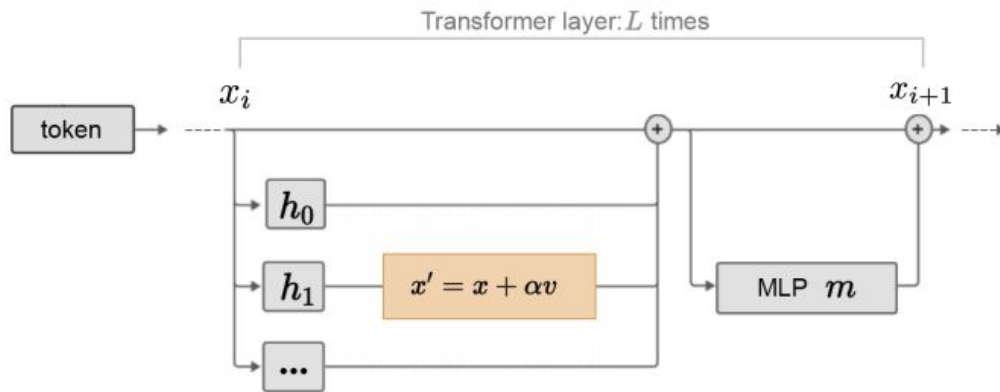 Transformer layer: L times
x_i
x_{i+1}
token
+
+
h_0
h_1
x' = x + αv
MLP m
...